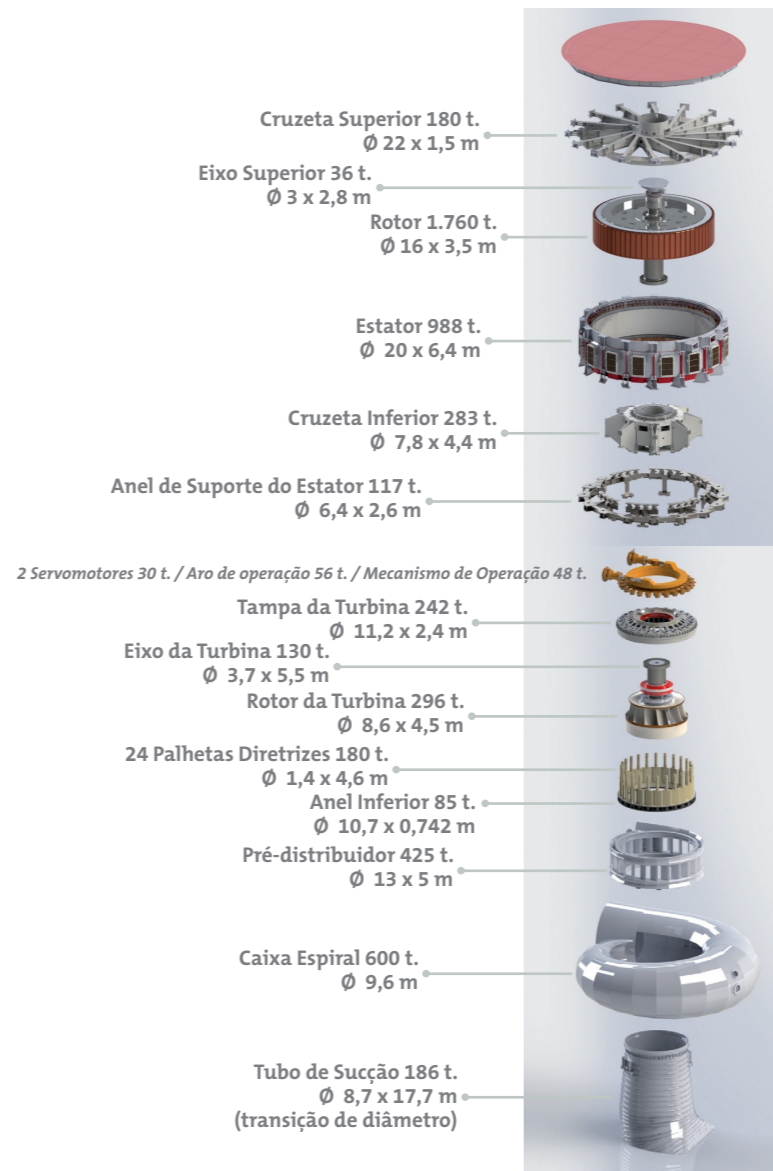 Cruzeta Superior 180 t.
Ø 22 x 1,5 m
Eixo Superior 36 t.
Ø 3 x 2,8 m
Rotor 1.760 t.
Ø 16 x 3,5 m
Estator 988 t.
Ø 20 x 6,4 m
Cruzeta Inferior 283 t.
Ø 7,8 x 4,4 m
Anel de Suporte do Estator 117 t.
Ø 6,4 x 2,6 m
2 Servomotores 30 t. / Aro de operação 56 t. / Mecanismo de Operação 48 t.
Tampa da Turbina 242 t.
Ø 11,2 x 2,4 m
Eixo da Turbina 130 t.
Ø 3,7 x 5,5 m
Rotor da Turbina 296 t.
Ø 8,6 x 4,5 m
24 Palhetas Diretrizes 180 t.
Ø 1,4 x 4,6 m
Anel Inferior 85 t.
Ø 10,7 x 0,742 m
Pré-distribuidor 425 t.
Ø 13 x 5 m
Caixa Espiral 600 t.
Ø 9,6 m
Tubo de Sucção 186 t.
Ø 8,7 x 17,7 m
(transição de diâmetro)